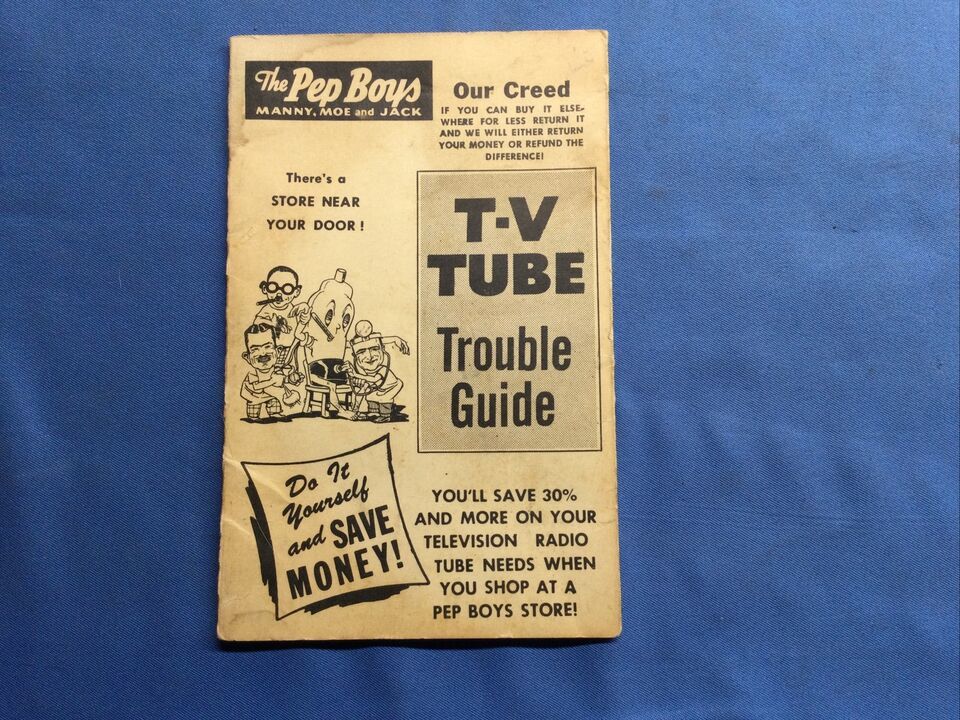 The Pep Boys
MANNY, MOE and JACK
Our Creed
IF YOU CAN BUY IT ELSE-
WHERE FOR LESS RETURN IT
AND WE WILL EITHER RETURN
YOUR MONEY OR REFUND THE
DIFFERENCE!
There's a
STORE NEAR
YOUR DOOR!
T-V
TUBE
Trouble
Guide
Do It
Yourself
and SAVE
MONEY!
YOU'LL SAVE 30%
AND MORE ON YOUR
TELEVISION RADIO
TUBE NEEDS WHEN
YOU SHOP AT A
PEP BOYS STORE!